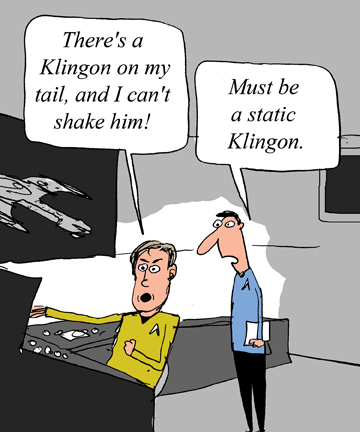 There's a
Klingon on my
tail, and I can't
shake him!
Must be
a static
Klingon.